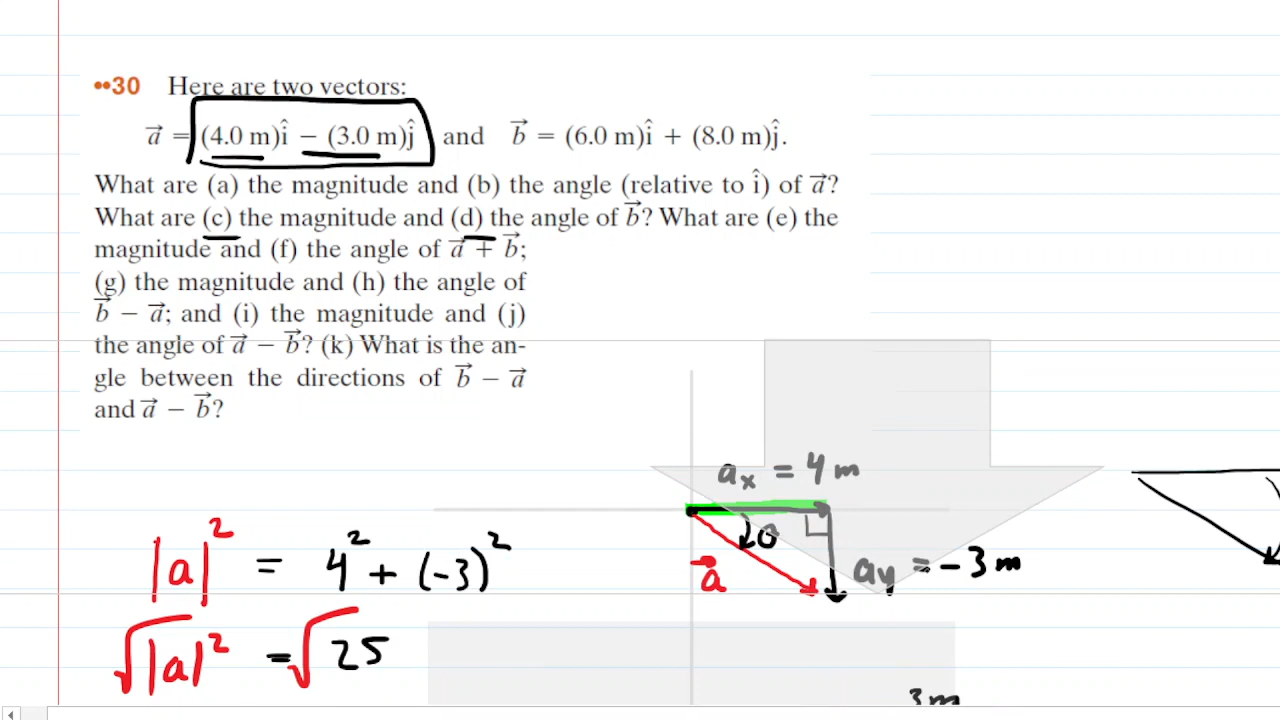 ••30 Here are two vectors:
a⃗ = (4.0 m)î − (3.0 m)ĵ and b⃗ = (6.0 m)î + (8.0 m)ĵ.
What are (a) the magnitude and (b) the angle (relative to î) of a⃗?
What are (c) the magnitude and (d) the angle of b⃗? What are (e) the
magnitude and (f) the angle of a⃗ + b⃗;
(g) the magnitude and (h) the angle of
b⃗ − a⃗; and (i) the magnitude and (j)
the angle of a⃗ − b⃗? (k) What is the an-
gle between the directions of b⃗ − a⃗
and a⃗ − b⃗?
aₓ = 4 m
θ
a⃗
a_y = −3 m
|a|² = 4² + (−3)²
√|a|² = √25
3m